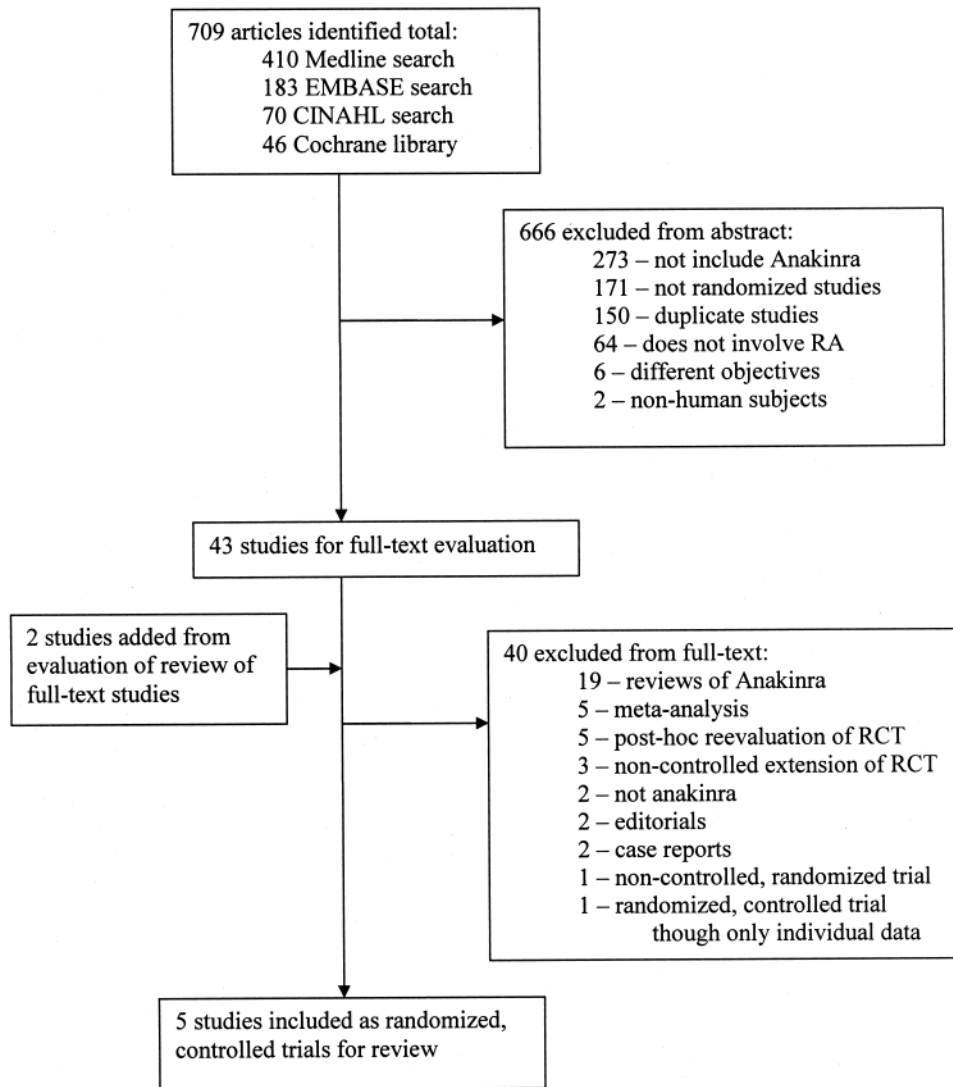 709 articles identified total:
410 Medline search
183 EMBASE search
70 CINAHL search
46 Cochrane library
666 excluded from abstract:
273 – not include Anakinra
171 – not randomized studies
150 – duplicate studies
64 – does not involve RA
6 – different objectives
2 – non-human subjects
43 studies for full-text evaluation
2 studies added from
evaluation of review of
full-text studies
40 excluded from full-text:
19 – reviews of Anakinra
5 – meta-analysis
5 – post-hoc reevaluation of RCT
3 – non-controlled extension of RCT
2 – not anakinra
2 – editorials
2 – case reports
1 – non-controlled, randomized trial
1 – randomized, controlled trial
though only individual data
5 studies included as randomized,
controlled trials for review